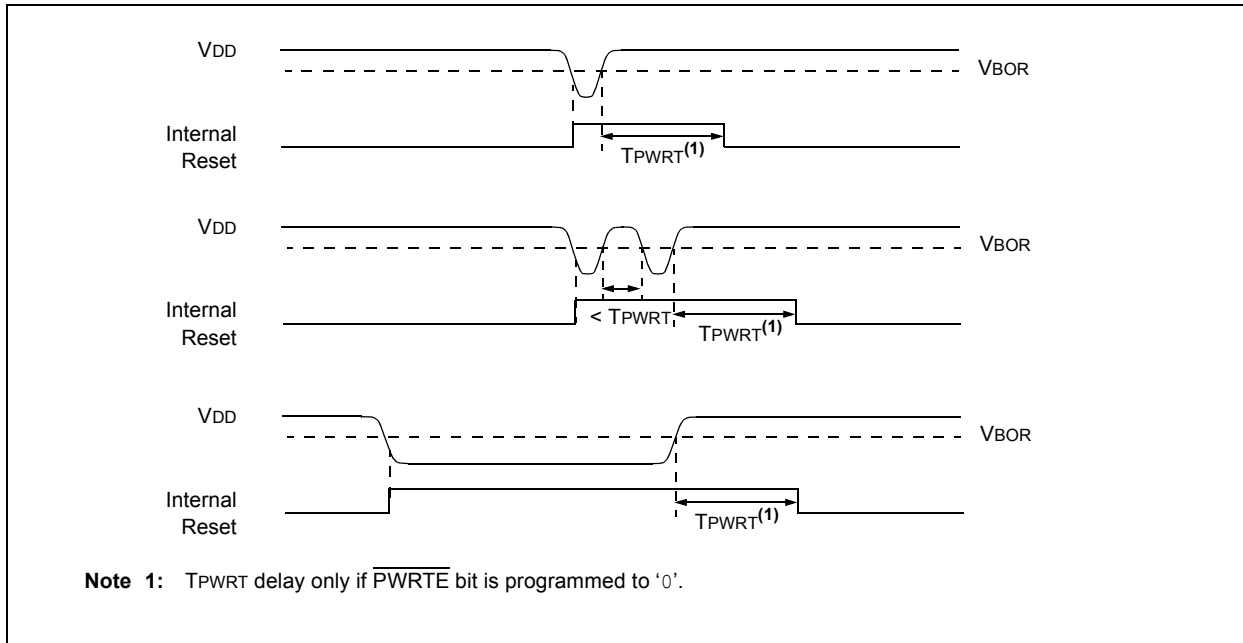 VDD
VBOR
Internal
Reset
TPWRT(1)
VDD
VBOR
Internal
Reset
< TPWRT
TPWRT(1)
VDD
VBOR
Internal
Reset
TPWRT(1)
Note 1: TPWRT delay only if PWRTE bit is programmed to ‘0’.